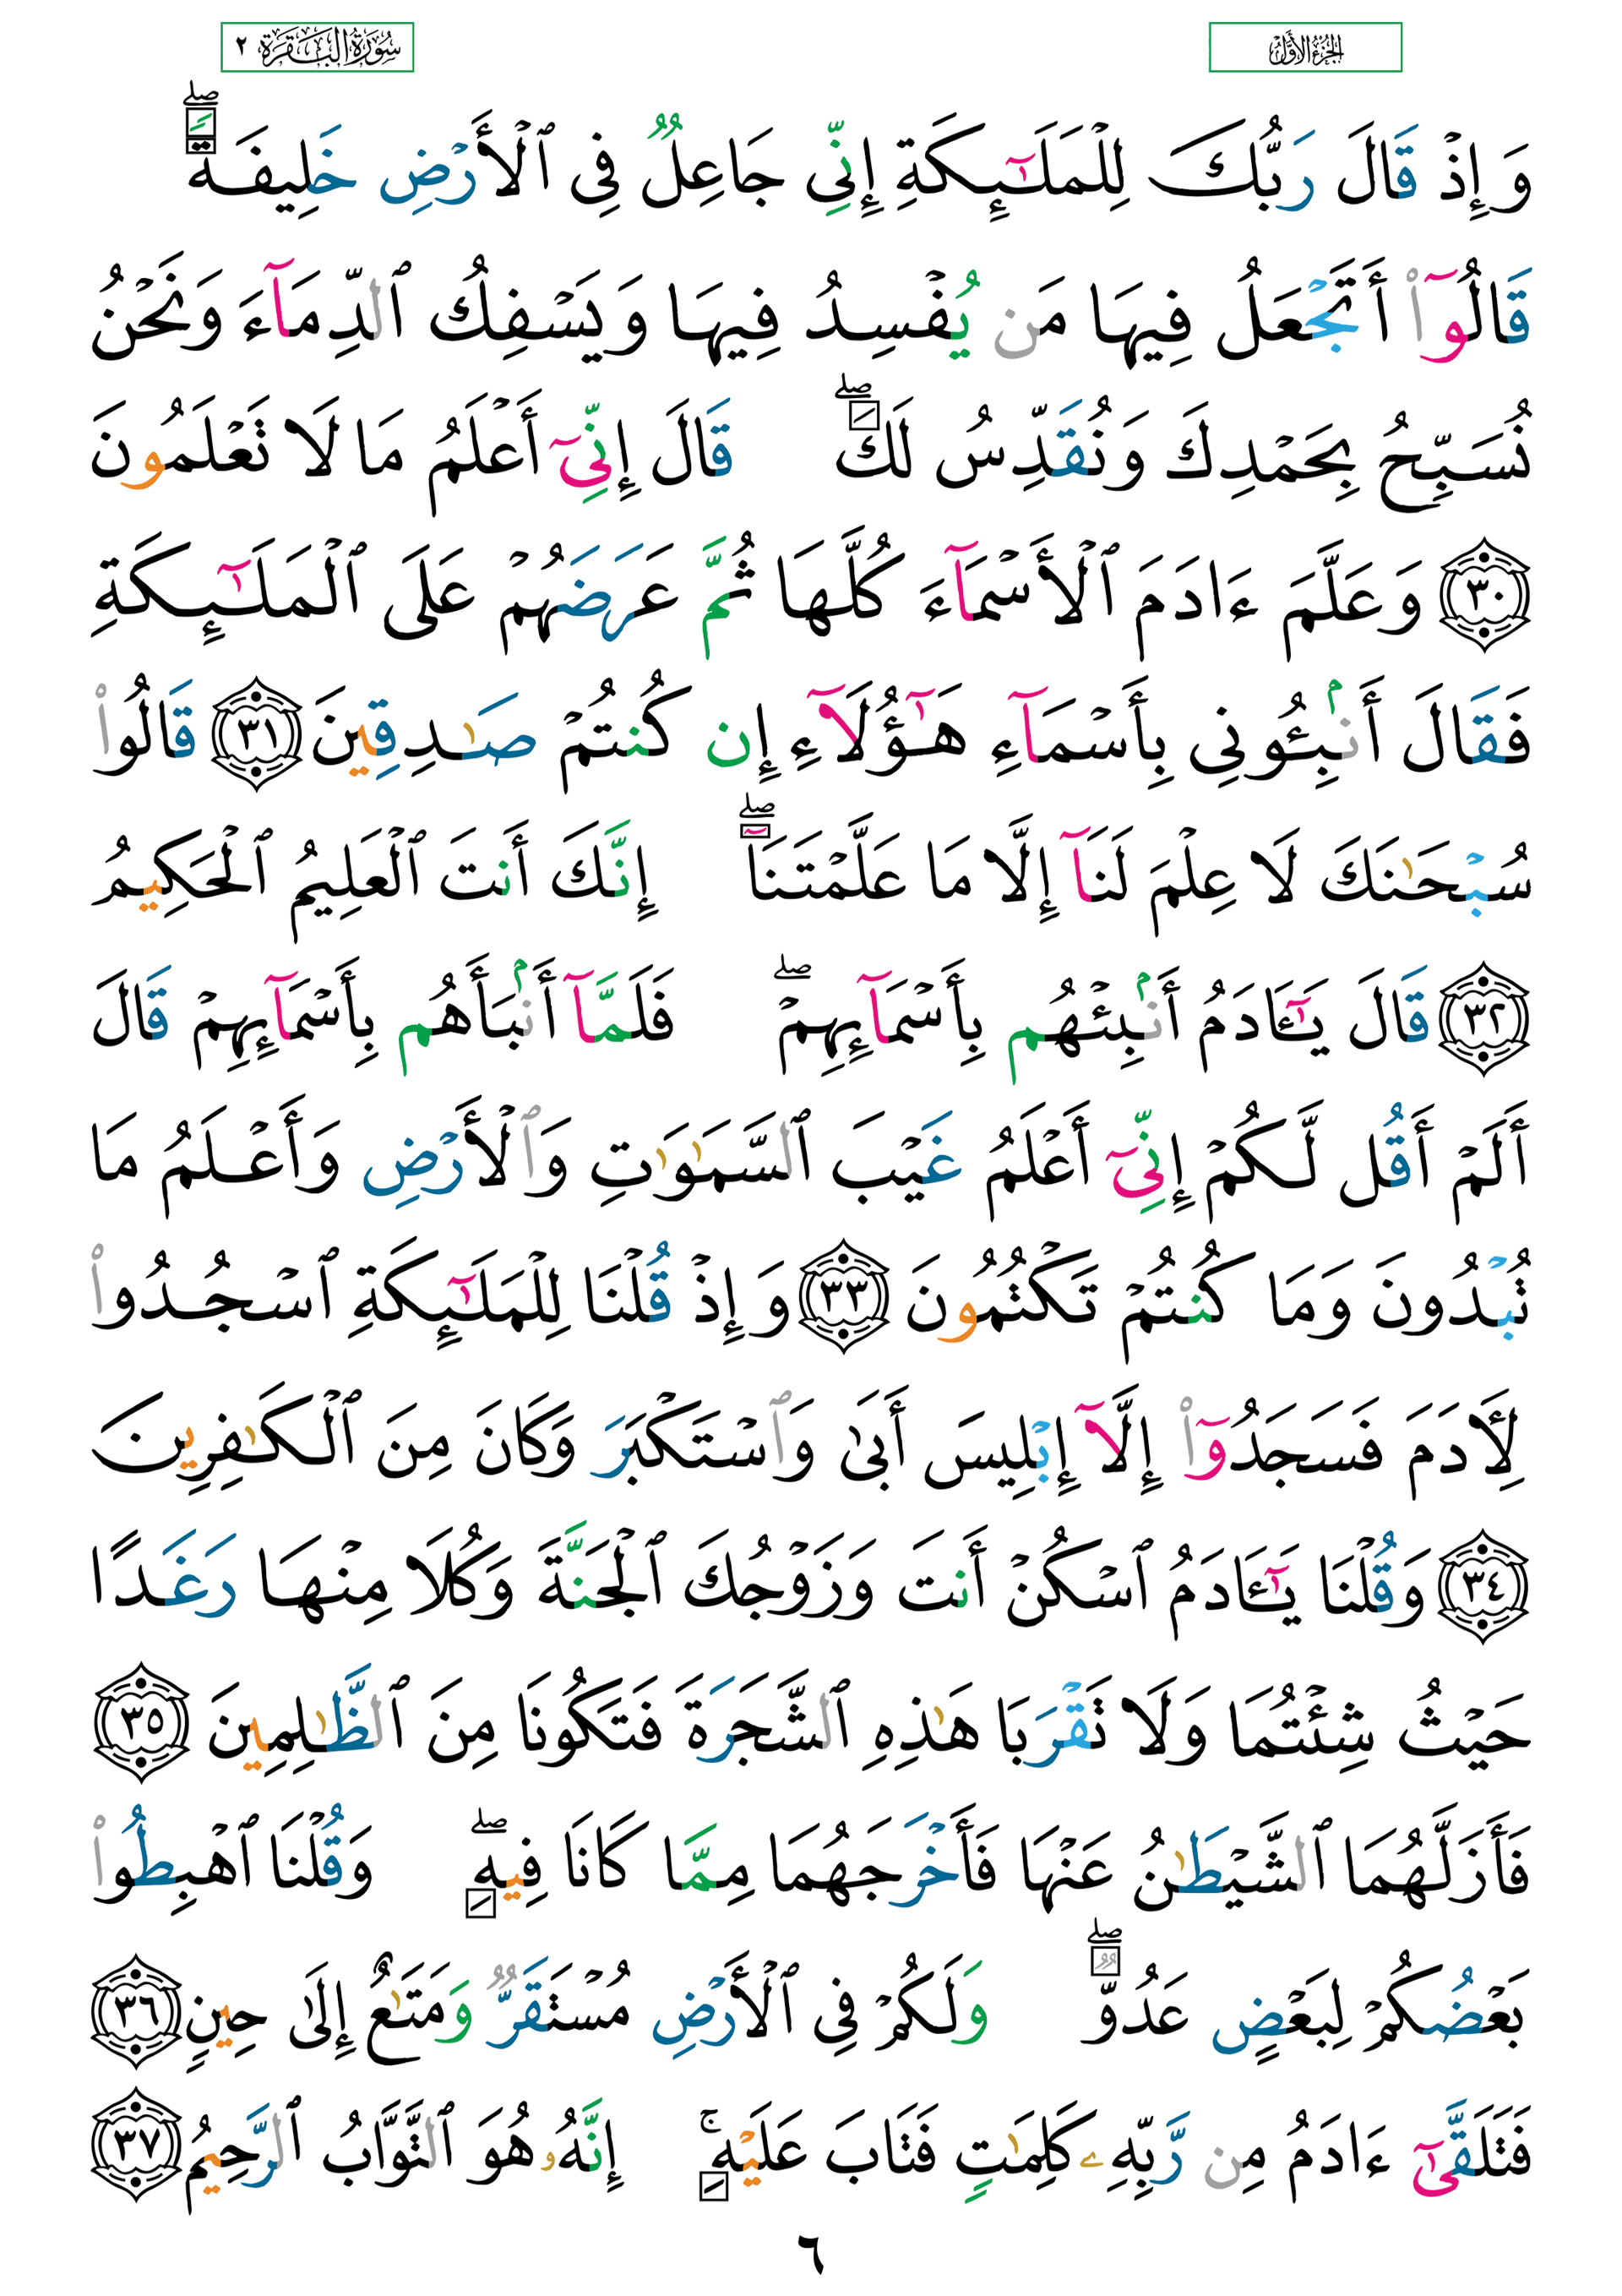 الجزء الأول
سورة البقرة ٢
وَإِذْ قَالَ رَبُّكَ لِلْمَلَٰٓئِكَةِ إِنِّى جَاعِلٌ فِى ٱلْأَرْضِ خَلِيفَةً ۖ
قَالُوٓا۟ أَتَجْعَلُ فِيهَا مَن يُفْسِدُ فِيهَا وَيَسْفِكُ ٱلدِّمَآءَ وَنَحْنُ
نُسَبِّحُ بِحَمْدِكَ وَنُقَدِّسُ لَكَ ۖ قَالَ إِنِّىٓ أَعْلَمُ مَا لَا تَعْلَمُونَ
٣٠ وَعَلَّمَ ءَادَمَ ٱلْأَسْمَآءَ كُلَّهَا ثُمَّ عَرَضَهُمْ عَلَى ٱلْمَلَٰٓئِكَةِ
فَقَالَ أَنۢبِـُٔونِى بِأَسْمَآءِ هَٰٓؤُلَآءِ إِن كُنتُمْ صَٰدِقِينَ ٣١ قَالُوا۟
سُبْحَٰنَكَ لَا عِلْمَ لَنَآ إِلَّا مَا عَلَّمْتَنَآ ۖ إِنَّكَ أَنتَ ٱلْعَلِيمُ ٱلْحَكِيمُ
٣٢ قَالَ يَٰٓـَٔادَمُ أَنۢبِئْهُم بِأَسْمَآئِهِمْ ۖ فَلَمَّآ أَنۢبَأَهُم بِأَسْمَآئِهِمْ قَالَ
أَلَمْ أَقُل لَّكُمْ إِنِّىٓ أَعْلَمُ غَيْبَ ٱلسَّمَٰوَٰتِ وَٱلْأَرْضِ وَأَعْلَمُ مَا
تُبْدُونَ وَمَا كُنتُمْ تَكْتُمُونَ ٣٣ وَإِذْ قُلْنَا لِلْمَلَٰٓئِكَةِ ٱسْجُدُوا۟
لِـَٔادَمَ فَسَجَدُوٓا۟ إِلَّآ إِبْلِيسَ أَبَىٰ وَٱسْتَكْبَرَ وَكَانَ مِنَ ٱلْكَٰفِرِينَ
٣٤ وَقُلْنَا يَٰٓـَٔادَمُ ٱسْكُنْ أَنتَ وَزَوْجُكَ ٱلْجَنَّةَ وَكُلَا مِنْهَا رَغَدًا
حَيْثُ شِئْتُمَا وَلَا تَقْرَبَا هَٰذِهِ ٱلشَّجَرَةَ فَتَكُونَا مِنَ ٱلظَّٰلِمِينَ ٣٥
فَأَزَلَّهُمَا ٱلشَّيْطَٰنُ عَنْهَا فَأَخْرَجَهُمَا مِمَّا كَانَا فِيهِ ۖ وَقُلْنَا ٱهْبِطُوا۟
بَعْضُكُمْ لِبَعْضٍ عَدُوٌّ ۖ وَلَكُمْ فِى ٱلْأَرْضِ مُسْتَقَرٌّ وَمَتَٰعٌ إِلَىٰ حِينٍ ٣٦
فَتَلَقَّىٰٓ ءَادَمُ مِن رَّبِّهِۦ كَلِمَٰتٍ فَتَابَ عَلَيْهِ ۚ إِنَّهُۥ هُوَ ٱلتَّوَّابُ ٱلرَّحِيمُ ٣٧
٦